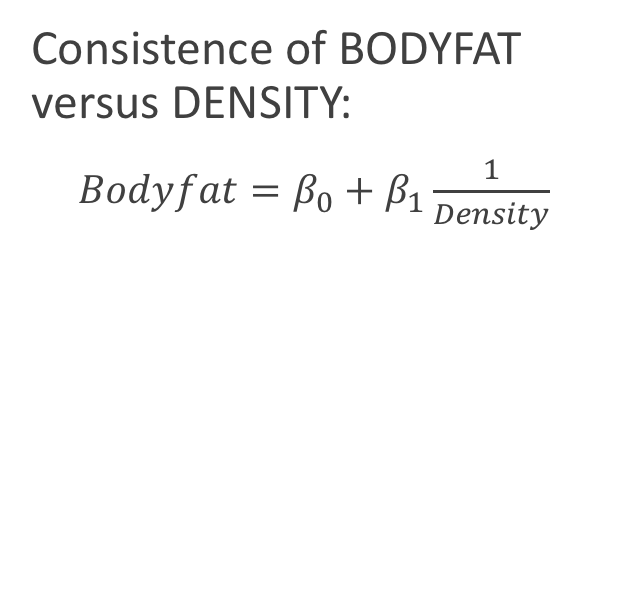 Consistence of BODYFAT
versus DENSITY:
Bodyfat = β₀ + β₁ 1/Density